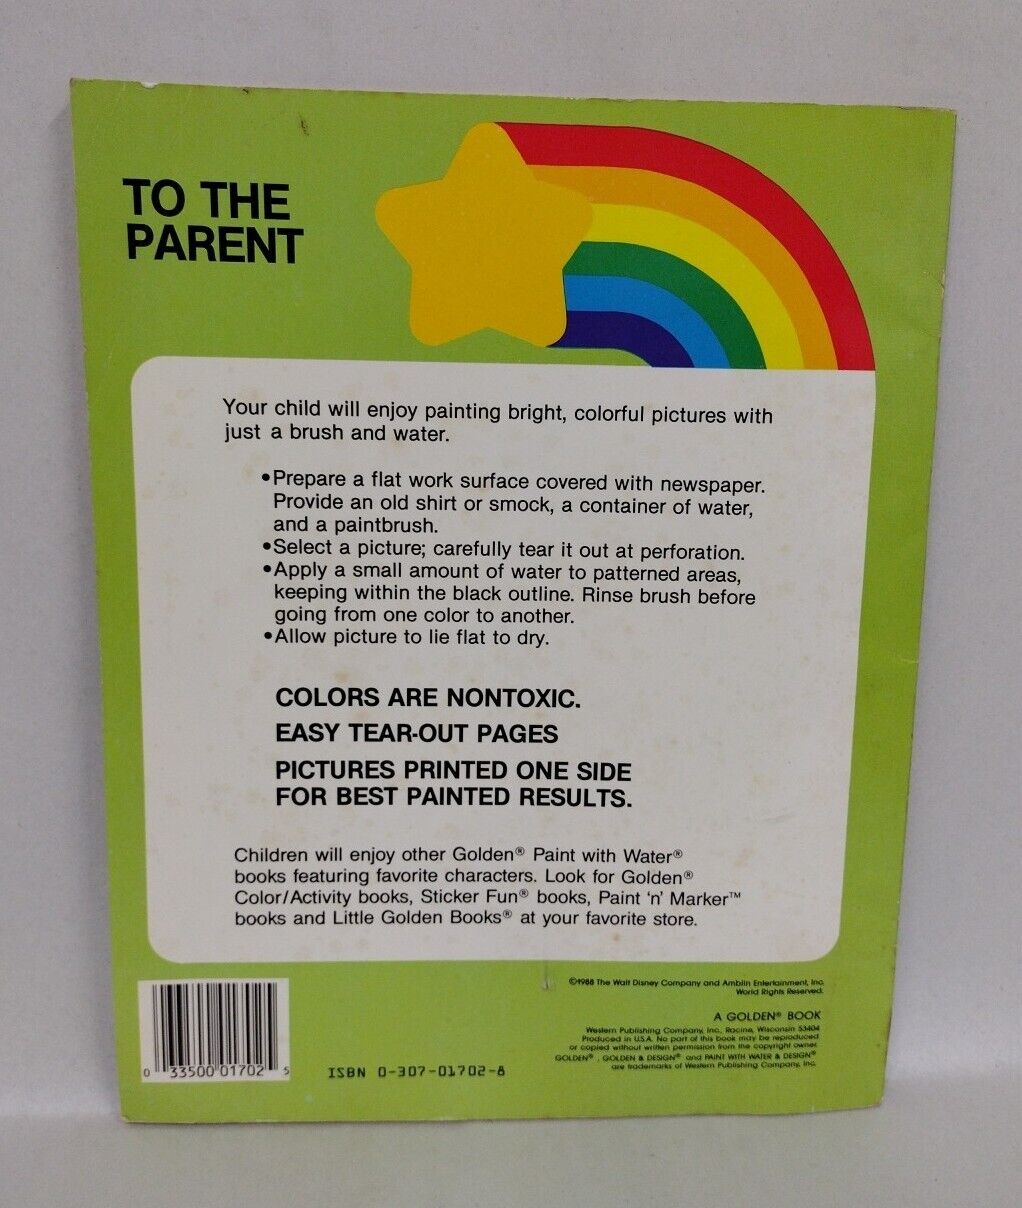 TO THE
PARENT
Your child will enjoy painting bright, colorful pictures with
just a brush and water.
•Prepare a flat work surface covered with newspaper.
Provide an old shirt or smock, a container of water,
and a paintbrush.
•Select a picture; carefully tear it out at perforation.
•Apply a small amount of water to patterned areas,
keeping within the black outline. Rinse brush before
going from one color to another.
•Allow picture to lie flat to dry.
COLORS ARE NONTOXIC.
EASY TEAR-OUT PAGES
PICTURES PRINTED ONE SIDE
FOR BEST PAINTED RESULTS.
Children will enjoy other Golden® Paint with Water®
books featuring favorite characters. Look for Golden®
Color/Activity books, Sticker Fun® books, Paint 'n' Marker™
books and Little Golden Books® at your favorite store.
©1988 The Walt Disney Company and Amblin Entertainment, Inc.
World Rights Reserved.
A GOLDEN® BOOK
Western Publishing Company, Inc., Racine, Wisconsin 53404
Produced in U.S.A. No part of this book may be reproduced
or copied without written permission from the copyright owner.
GOLDEN®, GOLDEN & DESIGN® and PAINT WITH WATER & DESIGN®
are trademarks of Western Publishing Company, Inc.
0 33500 01702 5
ISBN 0-307-01702-8